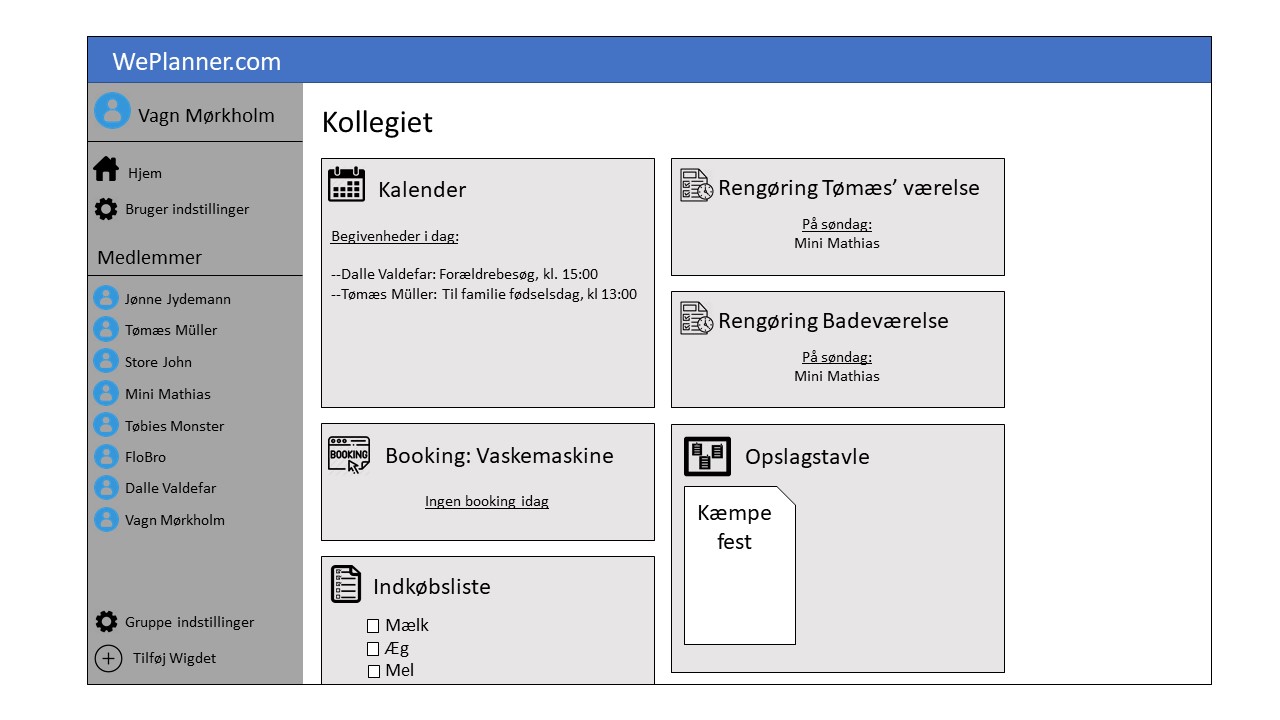 WePlanner.com
Vagn Mørkholm
Hjem
Bruger indstillinger
Medlemmer
Jønne Jydemann
Tømæs Müller
Store John
Mini Mathias
Tøbies Monster
FloBro
Dalle Valdefar
Vagn Mørkholm
Gruppe indstillinger
Tilføj Wigdet
Kollegiet
Kalender
Begivenheder i dag:
--Dalle Valdefar: Forældrebesøg, kl. 15:00
--Tømæs Müller: Til familie fødselsdag, kl 13:00
BOOKING
Booking: Vaskemaskine
Ingen booking idag
Indkøbsliste
Mælk
Æg
Mel
Rengøring Tømæs’ værelse
På søndag:
Mini Mathias
Rengøring Badeværelse
På søndag:
Mini Mathias
Opslagstavle
Kæmpe
fest